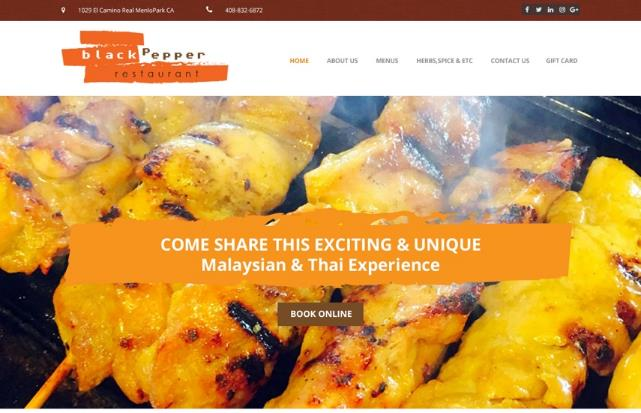 1029 El Camino Real MenloPark CA
408-832-6872
black Pepper
restaurant
HOME ABOUT US MENUS HERBS,SPICE & ETC CONTACT US GIFT CARD
COME SHARE THIS EXCITING & UNIQUE
Malaysian & Thai Experience
BOOK ONLINE